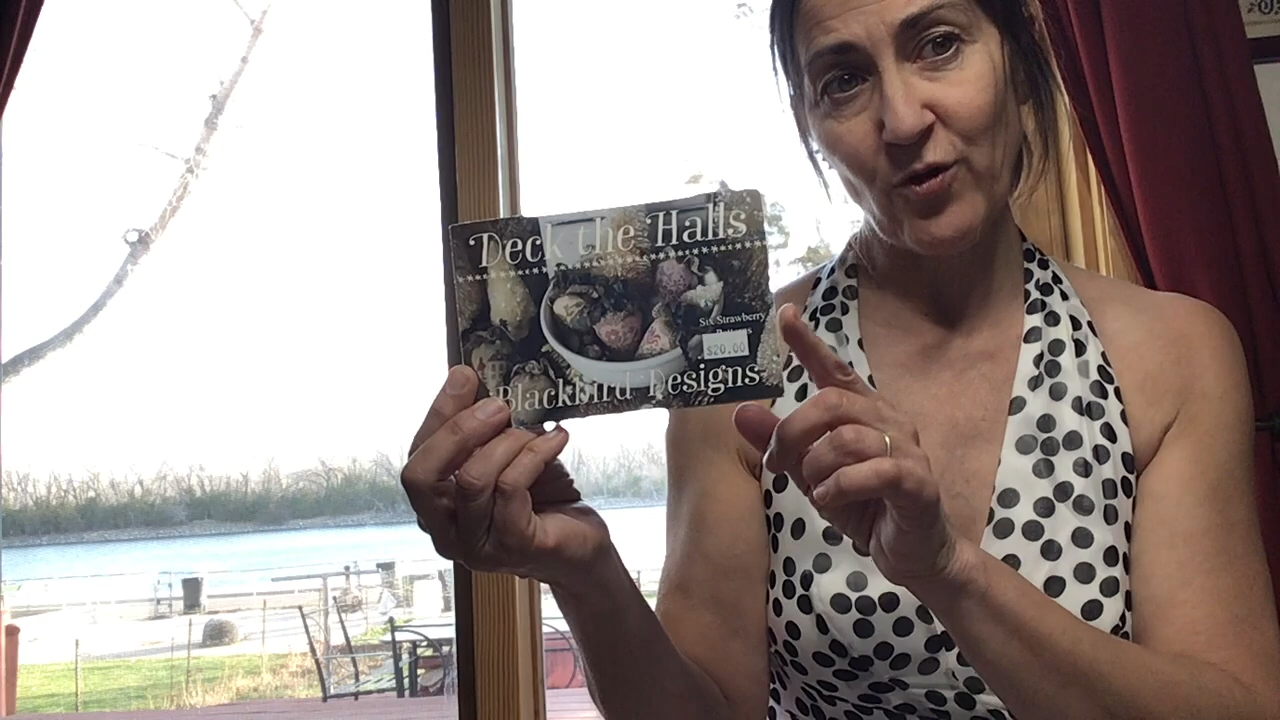 Deck the Halls
Six Strawberry
Patterns
$20.00
Blackbird Designs